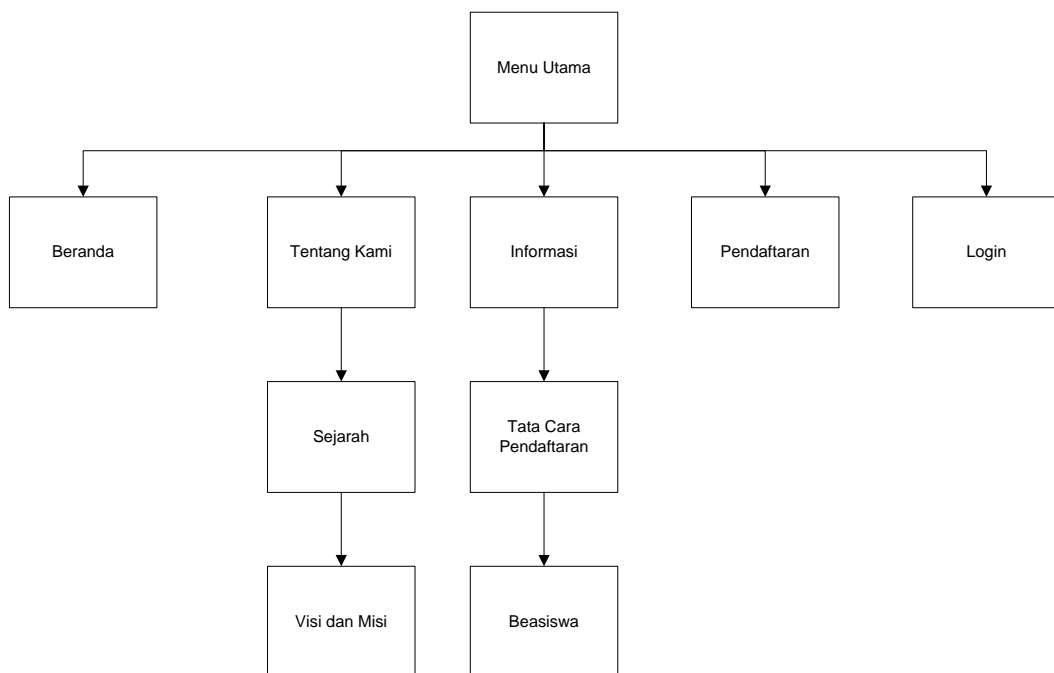 Menu Utama
Beranda
Tentang Kami
Informasi
Pendaftaran
Login
Sejarah
Tata Cara
Pendaftaran
Visi dan Misi
Beasiswa